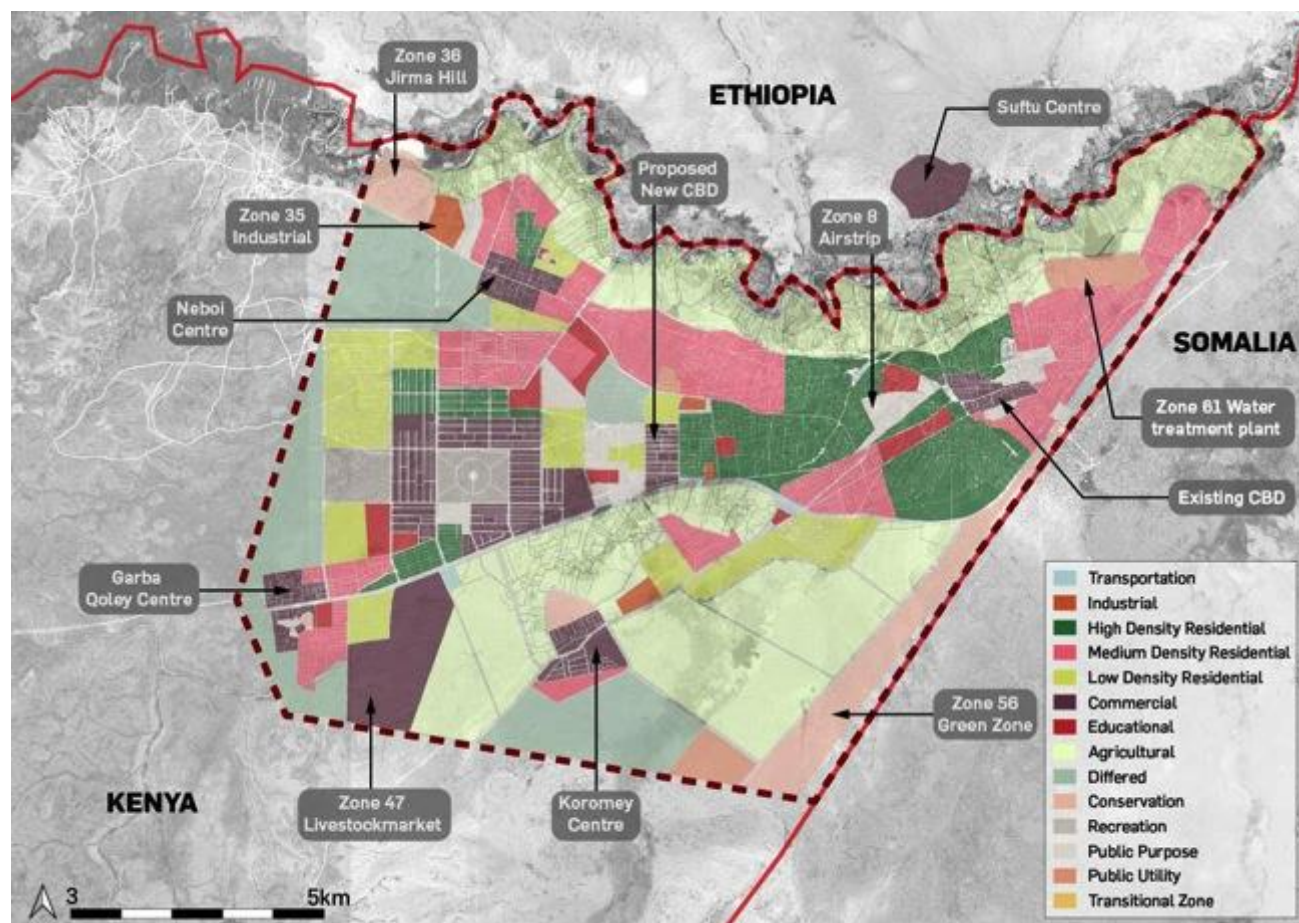 Zone 36
Jirma Hill
ETHIOPIA
Suftu Centre
Proposed
New CBD
Zone 35
Industrial
Zone 8
Airstrip
Neboi
Centre
SOMALIA
Zone 61 Water
treatment plant
Existing CBD
Garba
Qoley Centre
Transportation
Industrial
High Density Residential
Medium Density Residential
Low Density Residential
Commercial
Educational
Agricultural
Differed
Conservation
Recreation
Public Purpose
Public Utility
Transitional Zone
Zone 56
Green Zone
KENYA
Zone 47
Livestockmarket
Koromey
Centre
3 5km